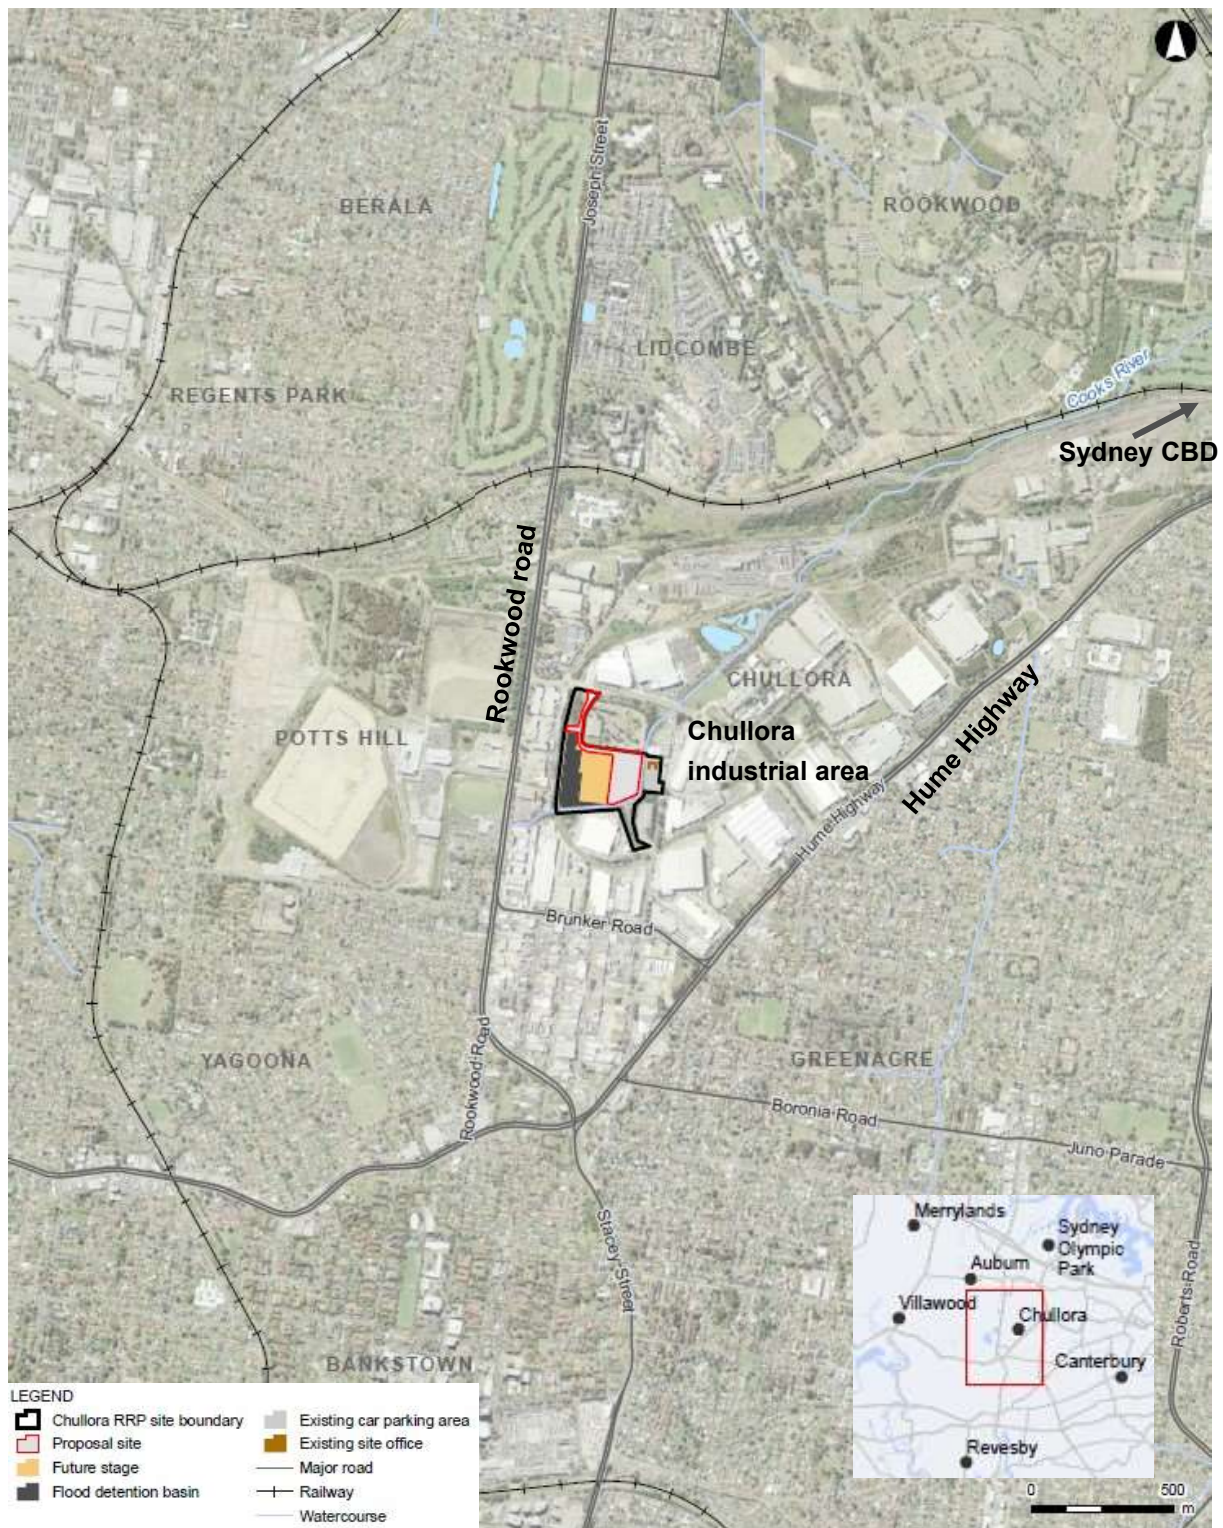 Joseph Street
BERALA
ROOKWOOD
LIDCOMBE
REGENTS PARK
Cooks River
Sydney CBD
Rookwood road
CHULLORA
Hume Highway
POTTS HILL
Chullora
industrial area
Hume Highway
Brunker Road
Rookwood Road
YAGOONA
GREENACRE
Boronia Road
Juno Parade
Stacey Street
Roberts Road
BANKSTOWN
Merrylands
Sydney
Olympic
Park
Auburn
Villawood
Chullora
Canterbury
Revesby
LEGEND
Chullora RRP site boundary
Proposal site
Future stage
Flood detention basin
Existing car parking area
Existing site office
Major road
Railway
Watercourse
0 500
m